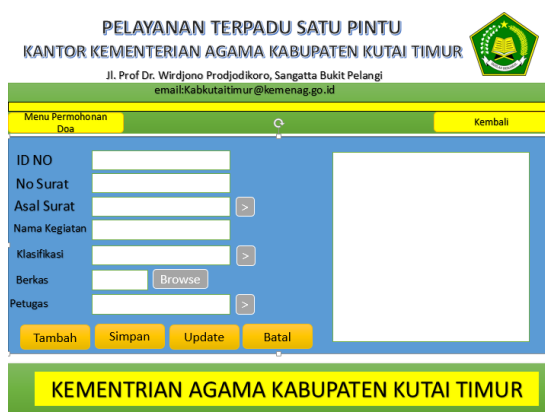 PELAYANAN TERPADU SATU PINTU
KANTOR KEMENTERIAN AGAMA KABUPATEN KUTAI TIMUR
Jl. Prof Dr. Wirdjono Prodjodikoro, Sangatta Bukit Pelangi
email:Kabkutaitimur@kemenag.go.id
Menu Permohonan
Doa
Kembali
ID NO
No Surat
Asal Surat >
Nama Kegiatan
Klasifikasi >
Berkas Browse
Petugas >
Tambah Simpan Update Batal
KEMENTRIAN AGAMA KABUPATEN KUTAI TIMUR